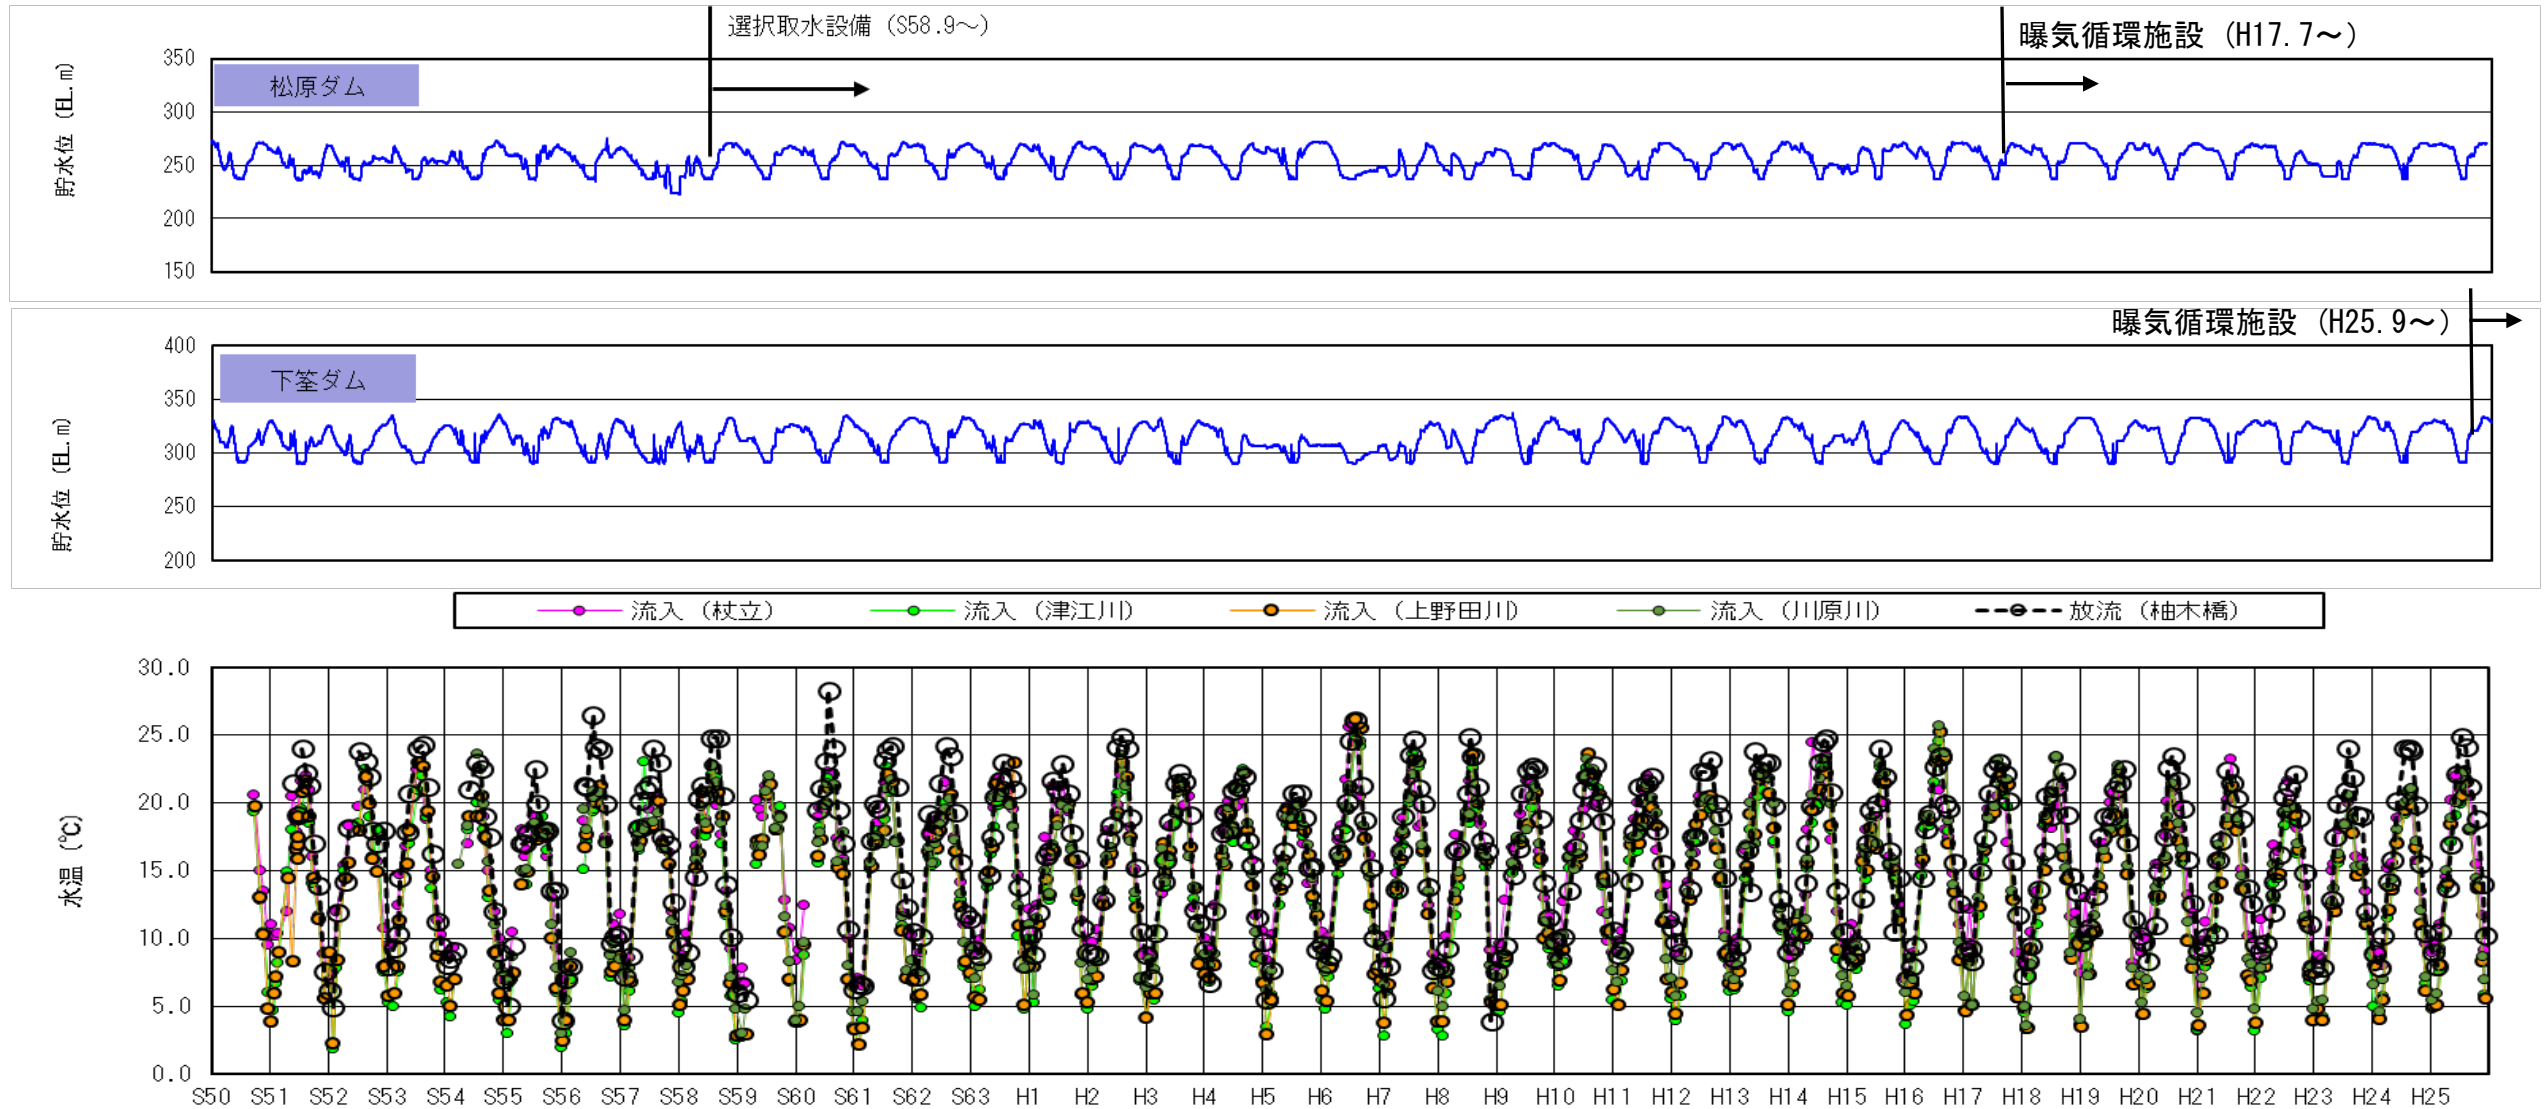 選択取水設備 (S58.9～)
曝気循環施設 (H17.7～)
貯水位 (EL.m)
350
300
250
200
150
松原ダム
曝気循環施設 (H25.9～)
貯水位 (EL.m)
400
350
300
250
200
下筌ダム
流入 (杖立) 流入 (津江川) 流入 (上野田川) 流入 (川原川) 放流 (柚木橋)
水温 (℃)
30.0
25.0
20.0
15.0
10.0
5.0
0.0
S50 S51 S52 S53 S54 S55 S56 S57 S58 S59 S60 S61 S62 S63 H1 H2 H3 H4 H5 H6 H7 H8 H9 H10 H11 H12 H13 H14 H15 H16 H17 H18 H19 H20 H21 H22 H23 H24 H25